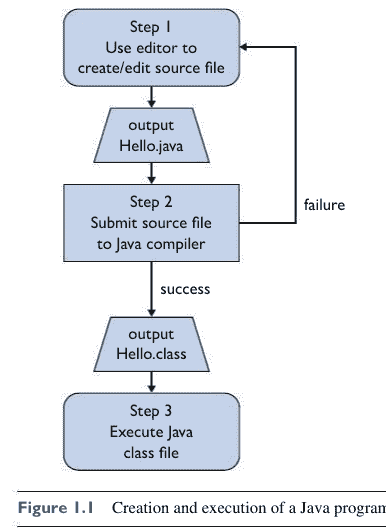 Step 1
Use editor to
create/edit source file
output
Hello.java
Step 2
Submit source file
to Java compiler
failure
success
output
Hello.class
Step 3
Execute Java
class file
Figure 1.1 Creation and execution of a Java program